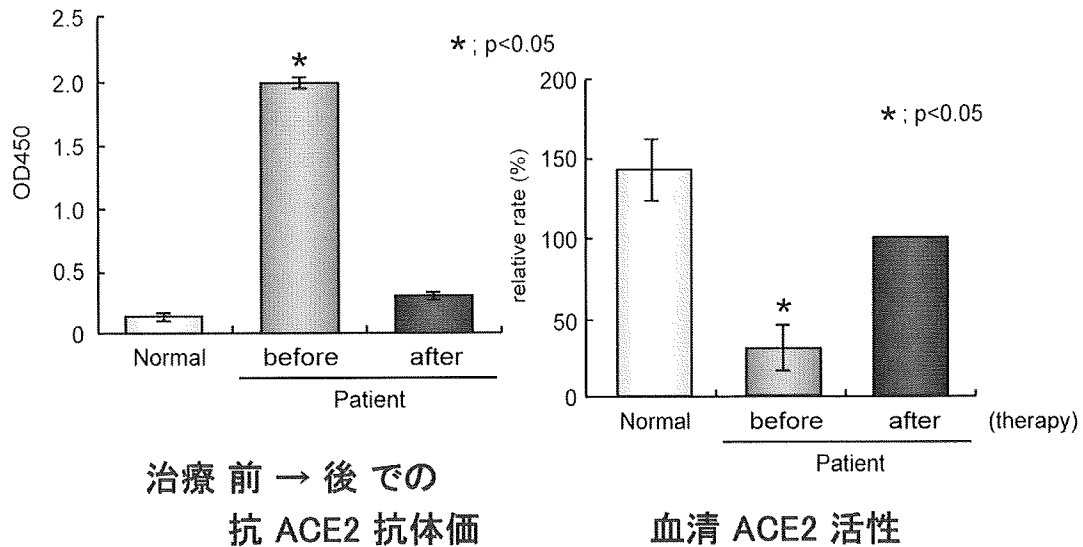 2.5
2.0
1.5
1.0
0.5
0
OD450
*
* ; p<0.05
Normal
before
after
Patient
200
150
100
50
0
relative rate (%)
*
* ; p<0.05
Normal
before
after
(therapy)
Patient
治療 前 → 後 での
抗 ACE2 抗体価
血清 ACE2 活性